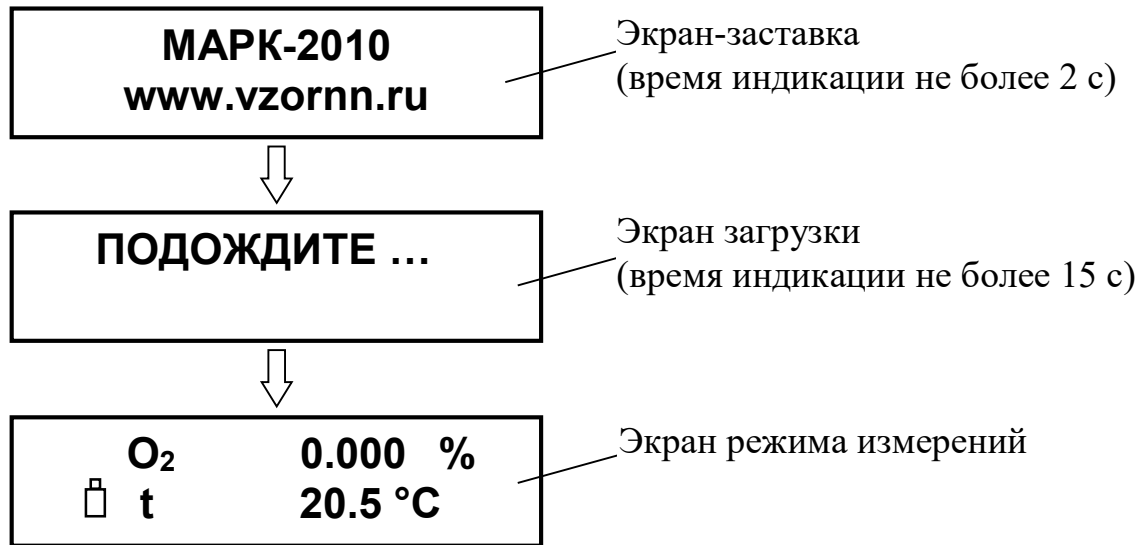 МАРК-2010
www.vzornn.ru
Экран-заставка
(время индикации не более 2 с)
ПОДОЖДИТЕ ...
Экран загрузки
(время индикации не более 15 с)
O₂ 0.000 %
t 20.5 °C
Экран режима измерений